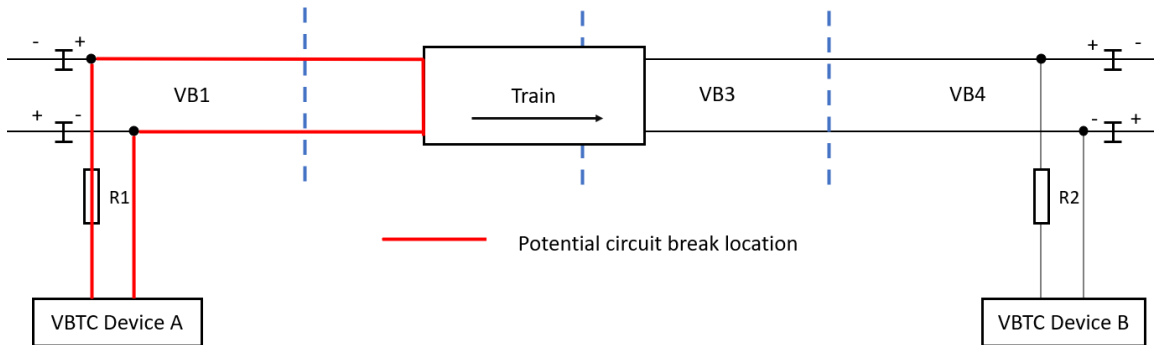 - + + -
VB1 Train VB3 VB4
+ - - +
R1 R2
Potential circuit break location
VBTC Device A VBTC Device B